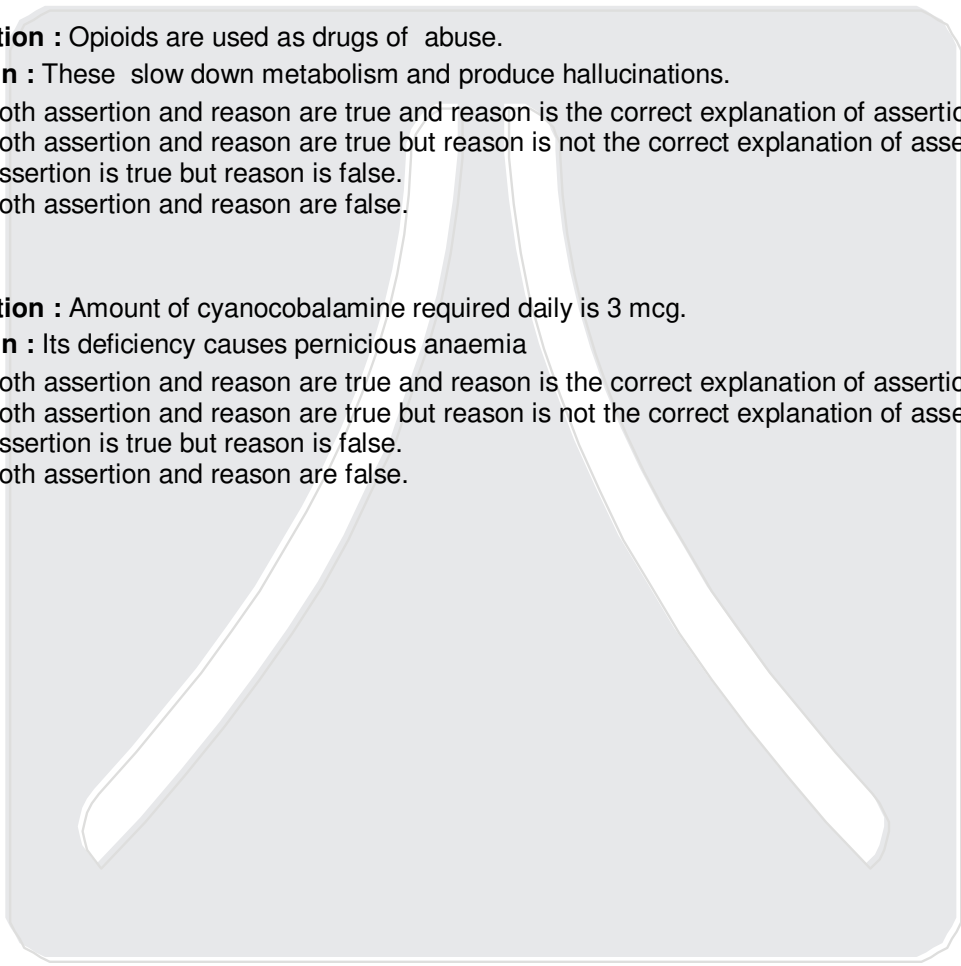 tion : Opioids are used as drugs of abuse.
n : These slow down metabolism and produce hallucinations.
oth assertion and reason are true and reason is the correct explanation of assertio
oth assertion and reason are true but reason is not the correct explanation of asse
ssertion is true but reason is false.
oth assertion and reason are false.
tion : Amount of cyanocobalamine required daily is 3 mcg.
n : Its deficiency causes pernicious anaemia
oth assertion and reason are true and reason is the correct explanation of assertio
oth assertion and reason are true but reason is not the correct explanation of asse
ssertion is true but reason is false.
oth assertion and reason are false.